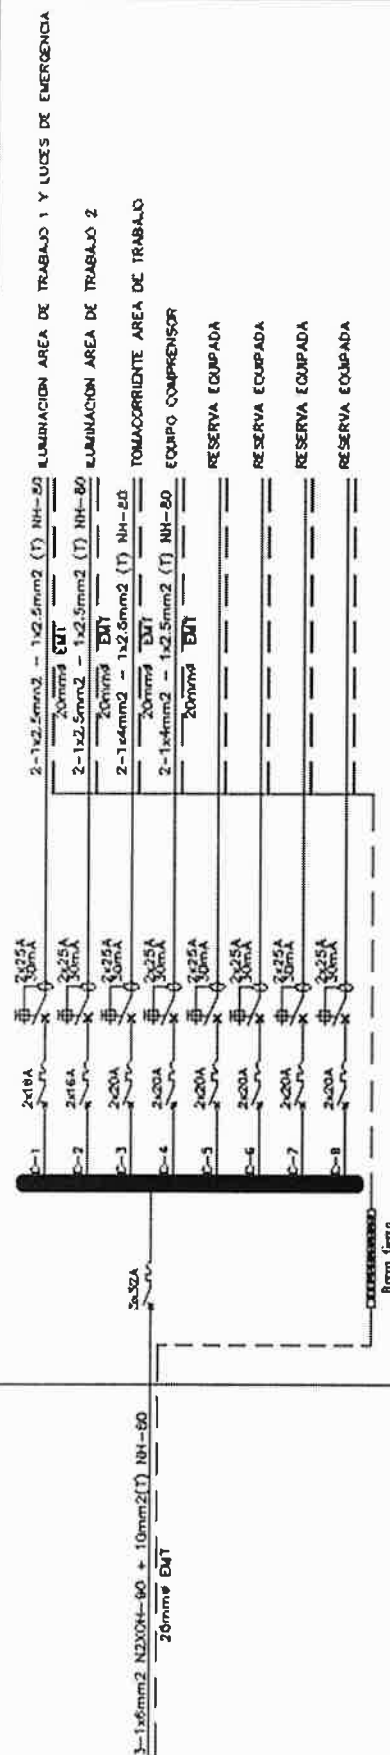 2-1x2.5mm2 - 1x2.5mm2 (T) NH-80 ILUMINACION AREA DE TRABAJO 1 Y LUCES DE EMERGENCIA
20mmø EMT
2-1x2.5mm2 - 1x2.5mm2 (T) NH-80 ILUMINACION AREA DE TRABAJO 2
20mmø EMT
2-1x4mm2 - 1x2.5mm2 (T) NH-80 TOMACORRIENTE AREA DE TRABAJO
20mmø EMT
2-1x4mm2 - 1x2.5mm2 (T) NH-80 EQUIPO COMPRENSOR
20mmø EMT
RESERVA EQUIPADA
RESERVA EQUIPADA
RESERVA EQUIPADA
RESERVA EQUIPADA
C-1 2x16A 2x25A 30mA
C-2 2x16A 2x25A 30mA
C-3 2x20A 2x25A 30mA
C-4 2x20A 2x25A 30mA
C-5 2x20A 2x25A 30mA
C-6 2x20A 2x25A 30mA
C-7 2x20A 2x25A 30mA
C-8 2x20A 2x25A 30mA
3x32A
3-1x6mm2 N2XOH-90 + 10mm2(T) NH-80
26mmø EMT